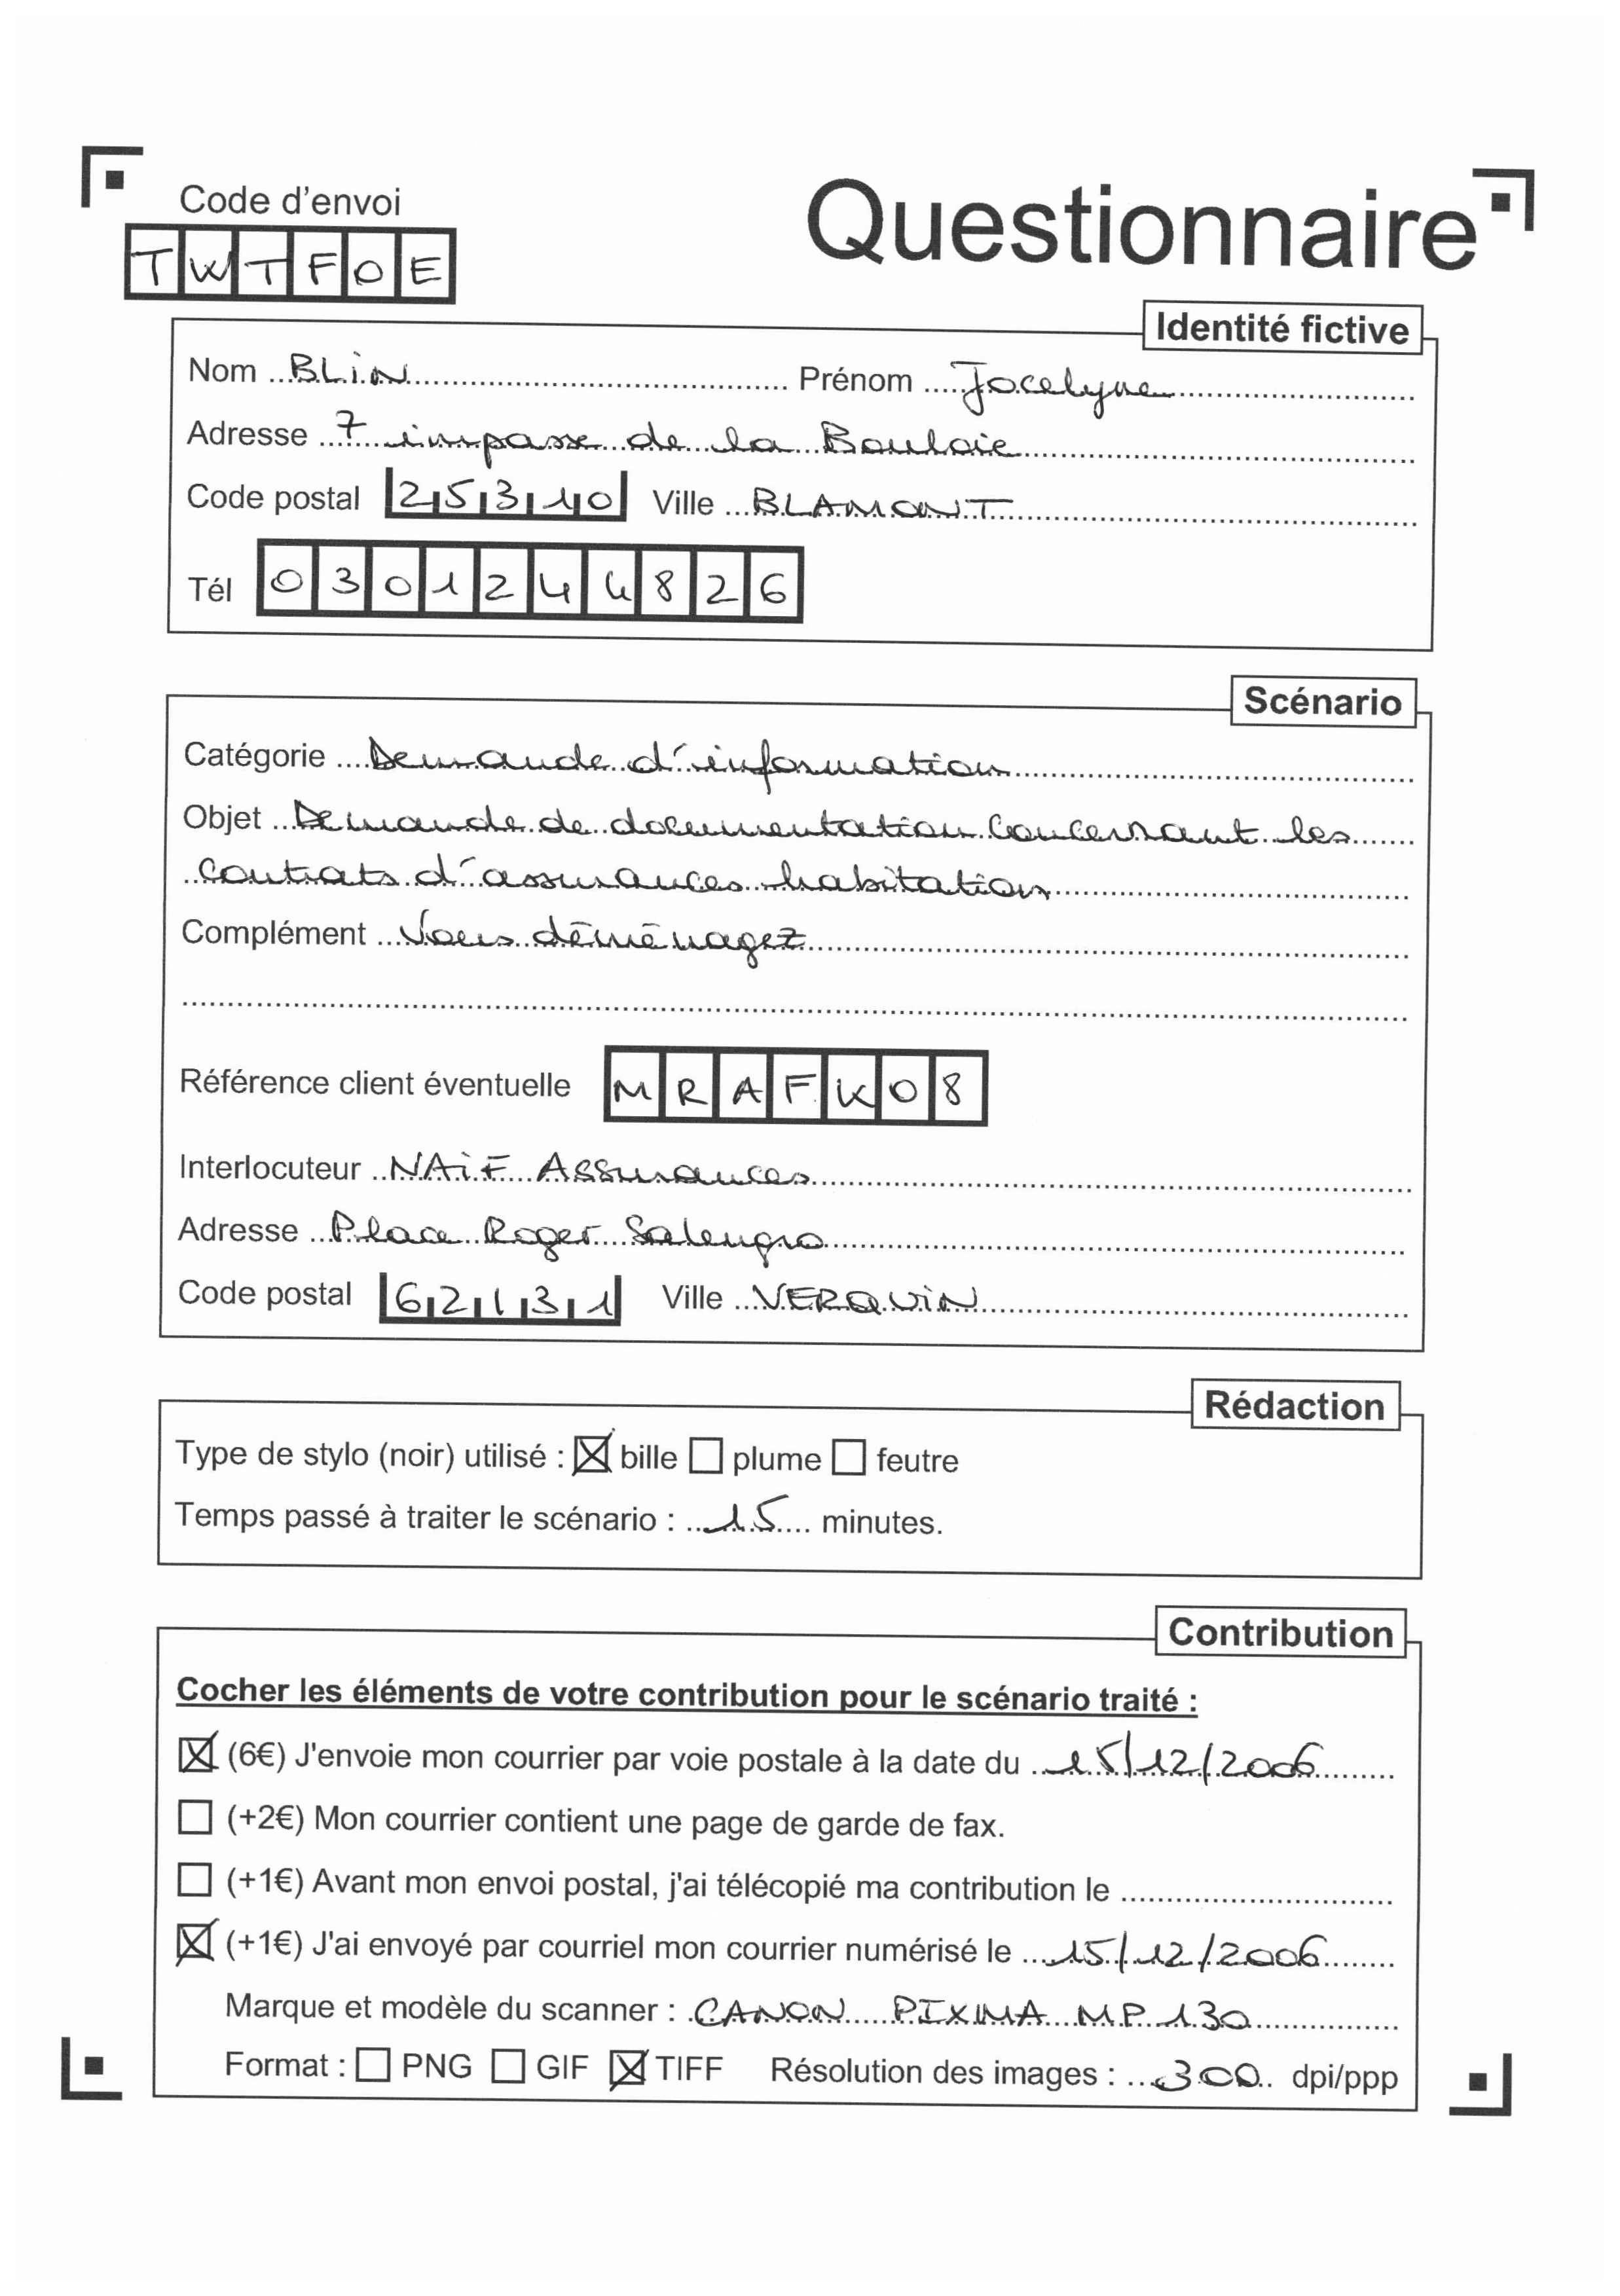 Code d'envoi
TWTFOE
Questionnaire
Identité fictive
Nom BLiN Prénom Jocelyne
Adresse 7 impasse de la Bouloie
Code postal 25310 Ville BLAMONT
Tél 0301244826
Scénario
Catégorie Demande d'information
Objet Demande de documentation concernant les
contrats d'assurances habitation
Complément Vous déménagez
Référence client éventuelle MRAFK08
Interlocuteur NAiF Assurances
Adresse Place Roger Salengro
Code postal 62131 Ville VERQUiN
Rédaction
Type de stylo (noir) utilisé : ☒ bille ☐ plume ☐ feutre
Temps passé à traiter le scénario : 15 minutes.
Contribution
Cocher les éléments de votre contribution pour le scénario traité :
☒ (6€) J'envoie mon courrier par voie postale à la date du 15/12/2006
☐ (+2€) Mon courrier contient une page de garde de fax.
☐ (+1€) Avant mon envoi postal, j'ai télécopié ma contribution le
☒ (+1€) J'ai envoyé par courriel mon courrier numérisé le 15/12/2006
Marque et modèle du scanner : CANON PIXMA MP 130
Format : ☐ PNG ☐ GIF ☒ TIFF Résolution des images : 300 dpi/ppp